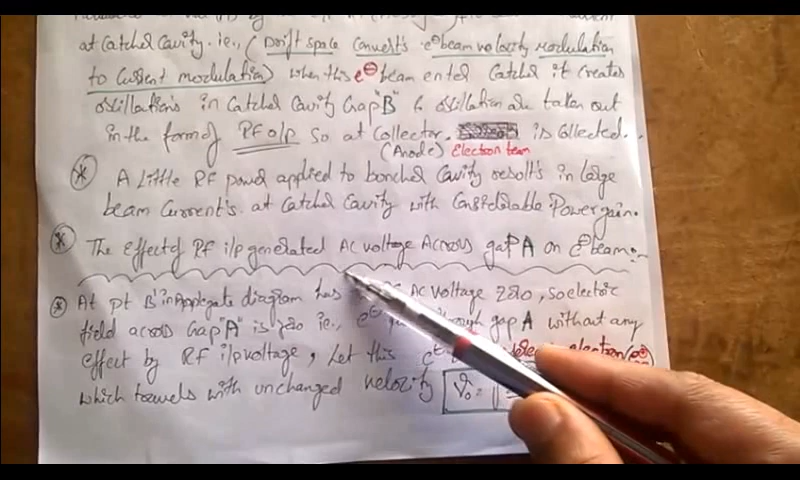 at Catcher Cavity. i.e., (Drift space Converts e⊖beam velocity Modulation
to Current modulation) when this e⊖ beam enter Catcher it creates
oscillation's in Catcher Cavity Gap "B" & oscillation are taken out
in the form of RF o/p so at Collector. is Collected.
(Anode) Electron beam
A Little RF power applied to buncher Cavity results in large
beam Current's at Catcher Cavity with Considerable Power gain.
The Effect of RF i/p generated AC voltage Across gap A on e⊖beam:-
At pt B' in Applegate diagram has AC voltage zero, so electric
field across Gap "A" is zero i.e., gap A without any
effect by RF i/p voltage, Let this electron
which travels with unchanged velocity